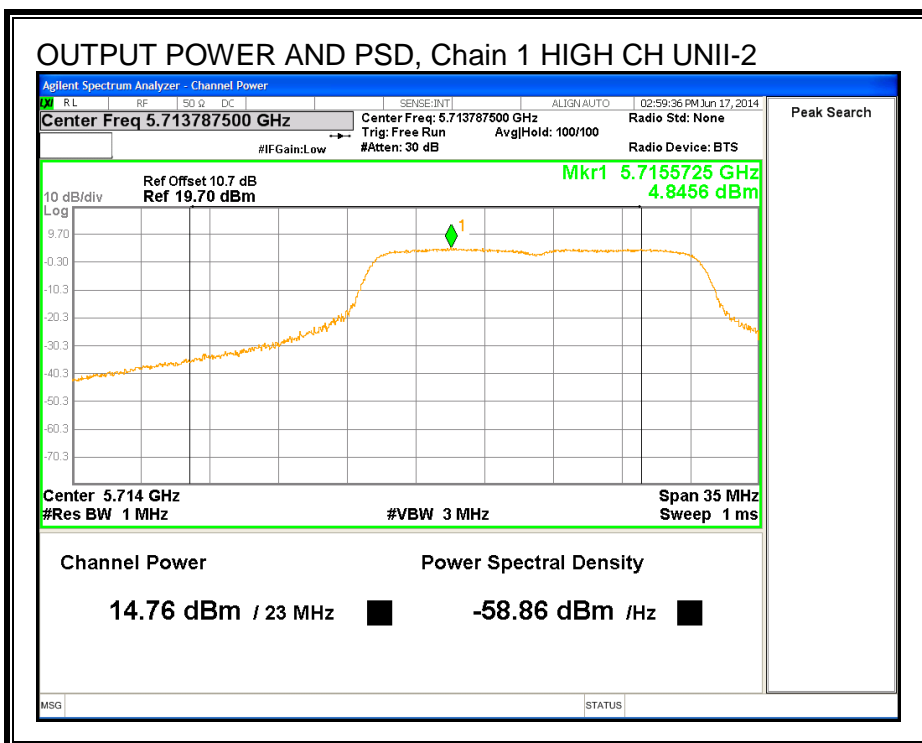 OUTPUT POWER AND PSD, Chain 1 HIGH CH UNII-2
Agilent Spectrum Analyzer - Channel Power
LXI RL RF 50 Ω DC SENSE:INT ALIGN AUTO 02:59:36 PM Jun 17, 2014
Center Freq 5.713787500 GHz
Center Freq: 5.713787500 GHz Radio Std: None
Trig: Free Run Avg|Hold: 100/100
#IFGain:Low #Atten: 30 dB Radio Device: BTS
Peak Search
Mkr1 5.7155725 GHz
4.8456 dBm
Ref Offset 10.7 dB
10 dB/div Ref 19.70 dBm
Log
1
9.70
-0.30
-10.3
-20.3
-30.3
-40.3
-50.3
-60.3
-70.3
Center 5.714 GHz Span 35 MHz
#Res BW 1 MHz #VBW 3 MHz Sweep 1 ms
Channel Power Power Spectral Density
14.76 dBm / 23 MHz -58.86 dBm /Hz
MSG STATUS